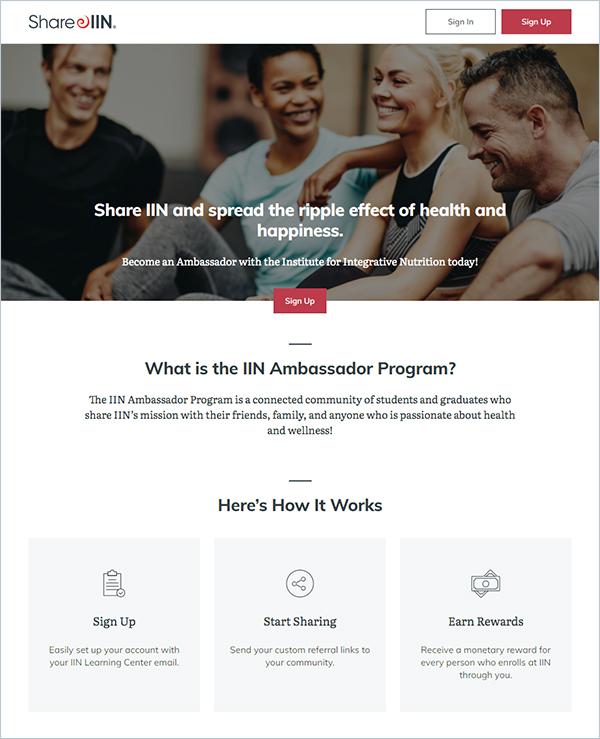 Share IIN®
Sign In
Sign Up
Share IIN and spread the ripple effect of health and
happiness.
Become an Ambassador with the Institute for Integrative Nutrition today!
Sign Up
What is the IIN Ambassador Program?
The IIN Ambassador Program is a connected community of students and graduates who
share IIN’s mission with their friends, family, and anyone who is passionate about health
and wellness!
Here’s How It Works
Sign Up
Easily set up your account with
your IIN Learning Center email.
Start Sharing
Send your custom referral links to
your community.
Earn Rewards
Receive a monetary reward for
every person who enrolls at IIN
through you.